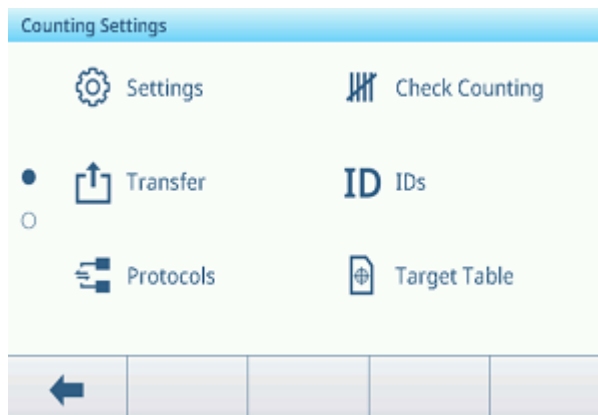 Counting Settings
Settings
Check Counting
Transfer
ID IDs
Protocols
Target Table